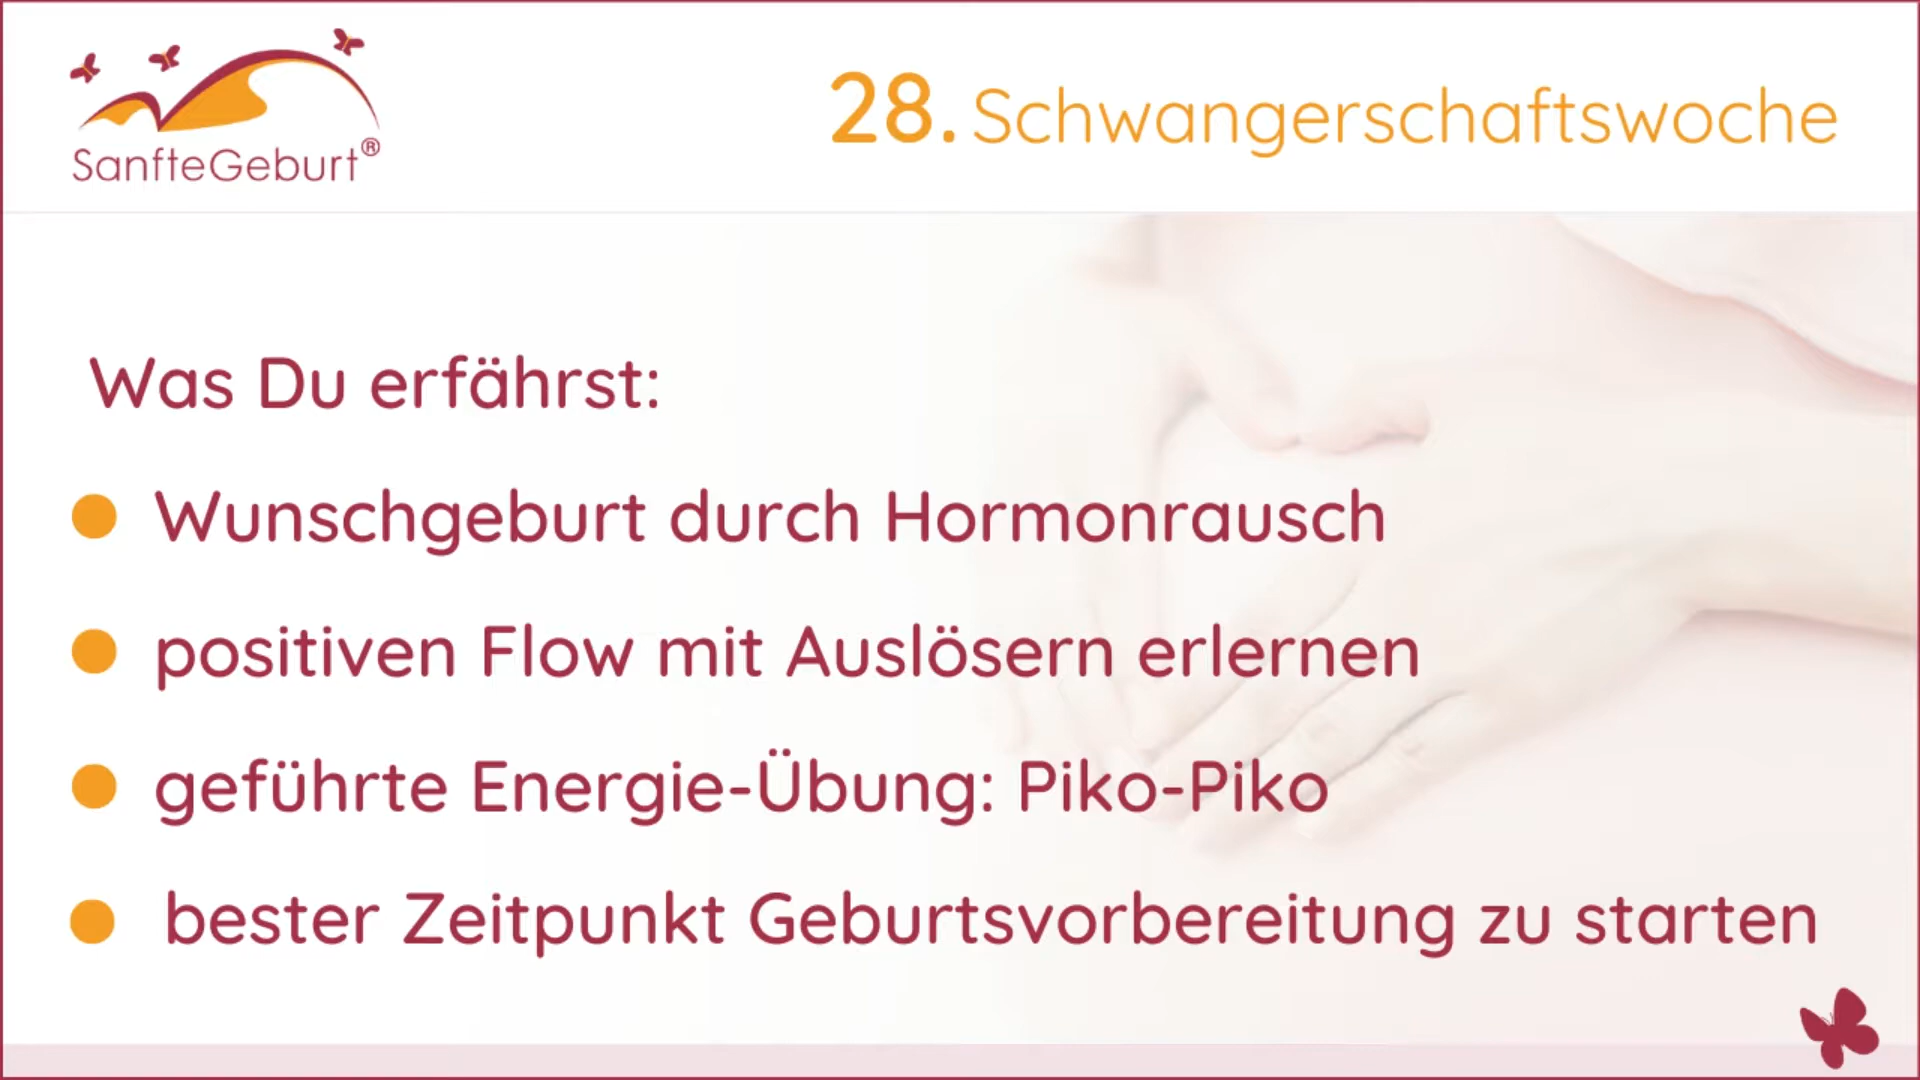 SanfteGeburt®
28. Schwangerschaftswoche
Was Du erfährst:
Wunschgeburt durch Hormonrausch
positiven Flow mit Auslösern erlernen
geführte Energie-Übung: Piko-Piko
bester Zeitpunkt Geburtsvorbereitung zu starten